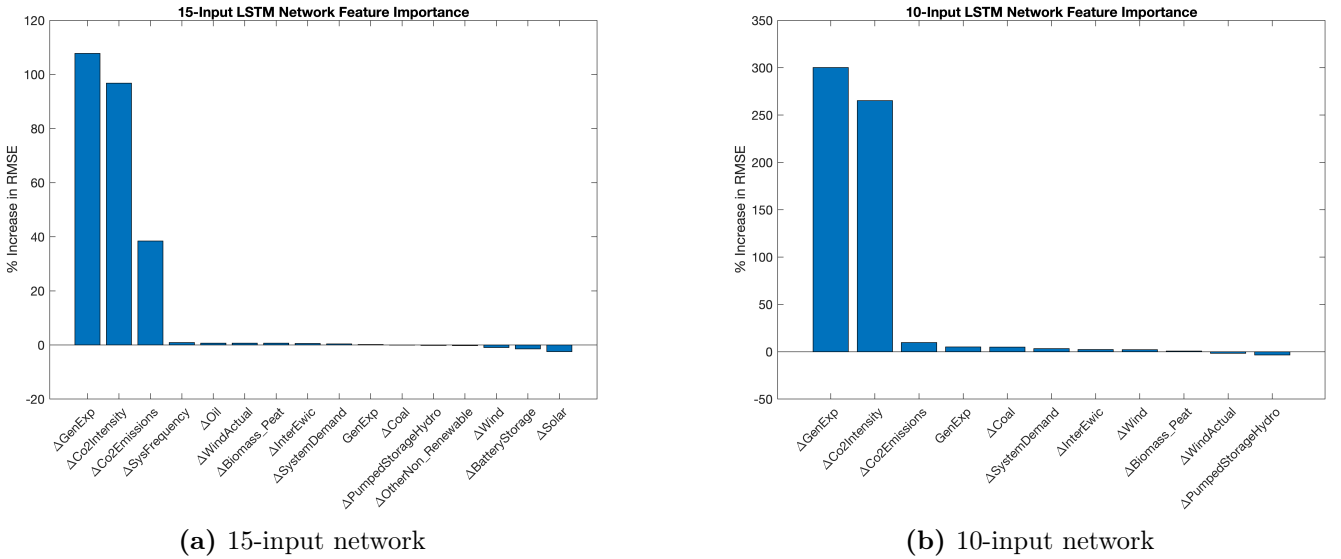 15-Input LSTM Network Feature Importance
% Increase in RMSE
120
100
80
60
40
20
0
-20
ΔGenExp
ΔCo2Intensity
ΔCo2Emissions
ΔSysFrequency
ΔOil
ΔWindActual
ΔBiomass_Peat
ΔInterEwic
ΔSystemDemand
GenExp
ΔCoal
ΔPumpedStorageHydro
ΔOtherNon_Renewable
ΔWind
ΔBatteryStorage
ΔSolar
(a) 15-input network
10-Input LSTM Network Feature Importance
% Increase in RMSE
350
300
250
200
150
100
50
0
-50
ΔGenExp
ΔCo2Intensity
ΔCo2Emissions
GenExp
ΔCoal
ΔSystemDemand
ΔInterEwic
ΔWind
ΔBiomass_Peat
ΔWindActual
ΔPumpedStorageHydro
(b) 10-input network